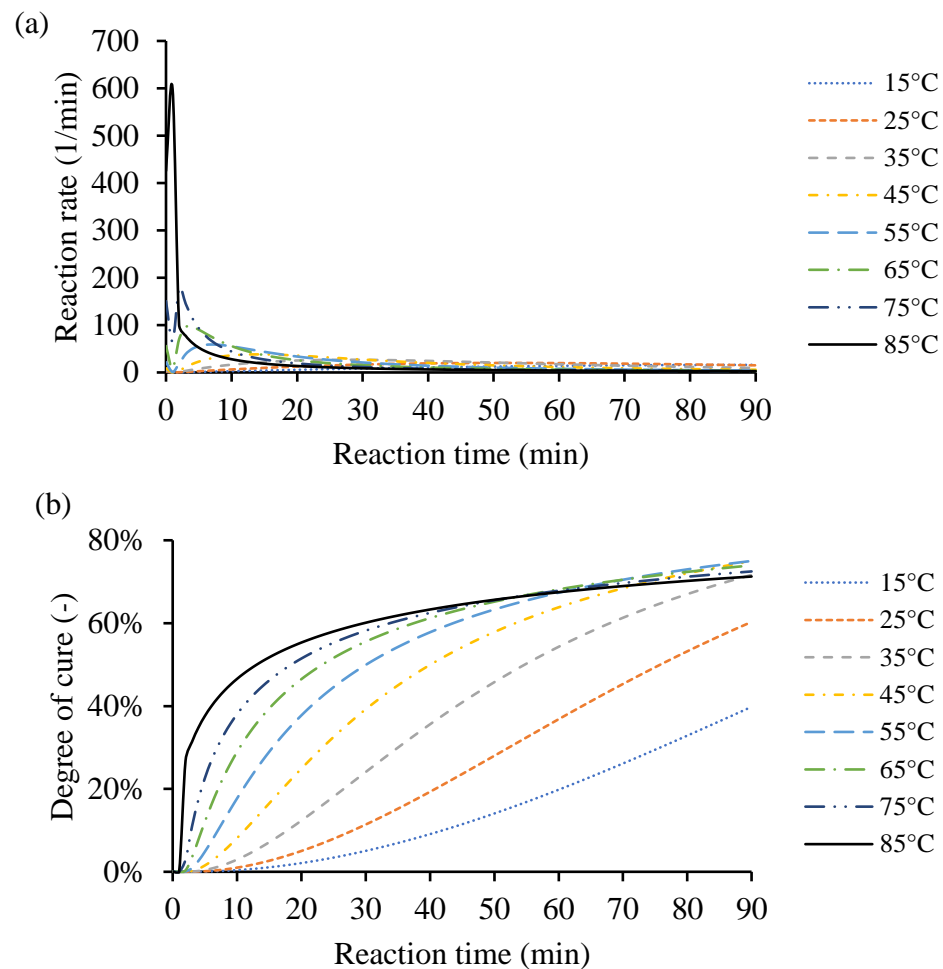 (a)
Reaction rate (1/min)
700
600
500
400
300
200
100
0
0 10 20 30 40 50 60 70 80 90
Reaction time (min)
15°C
25°C
35°C
45°C
55°C
65°C
75°C
85°C
(b)
Degree of cure (-)
80%
60%
40%
20%
0%
0 10 20 30 40 50 60 70 80 90
Reaction time (min)
15°C
25°C
35°C
45°C
55°C
65°C
75°C
85°C